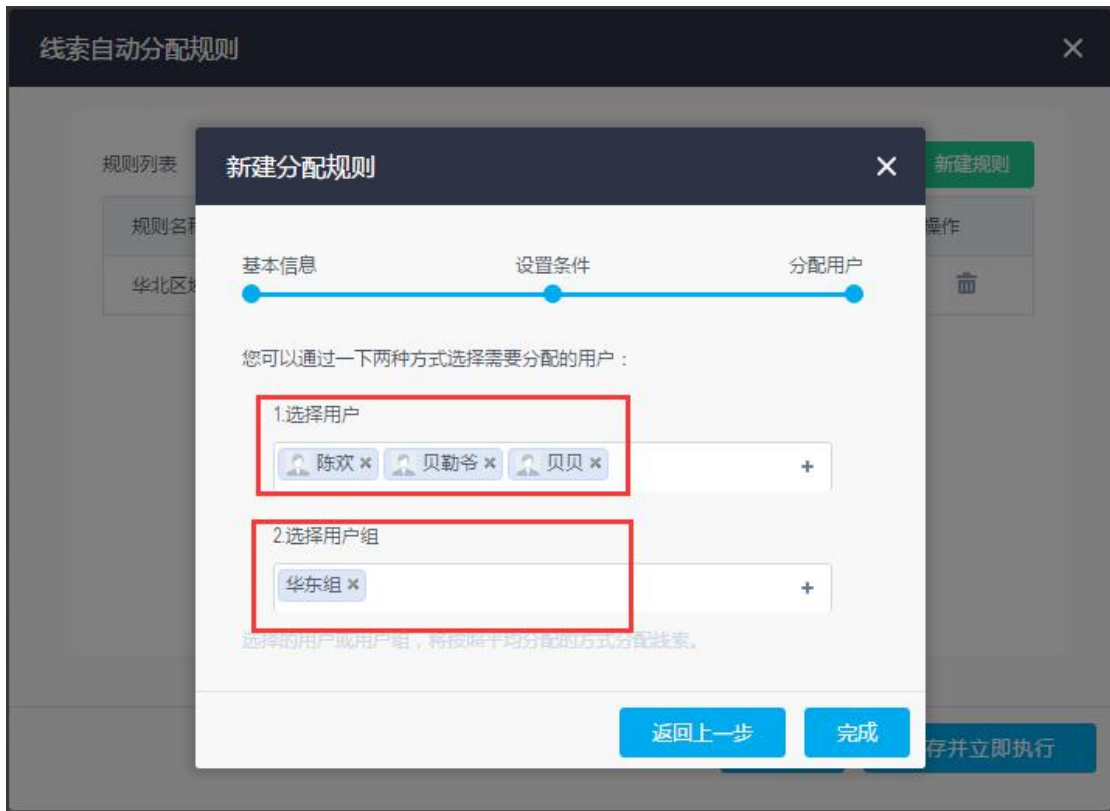 线索自动分配规则
规则列表
新建规则
规则名
操作
华北区
新建分配规则
基本信息 设置条件 分配用户
您可以通过一下两种方式选择需要分配的用户：
1.选择用户
陈欢 贝勒爷 贝贝
2.选择用户组
华东组
选择的用户或用户组，将按照平均分配的方式分配线索。
返回上一步 完成
存并立即执行